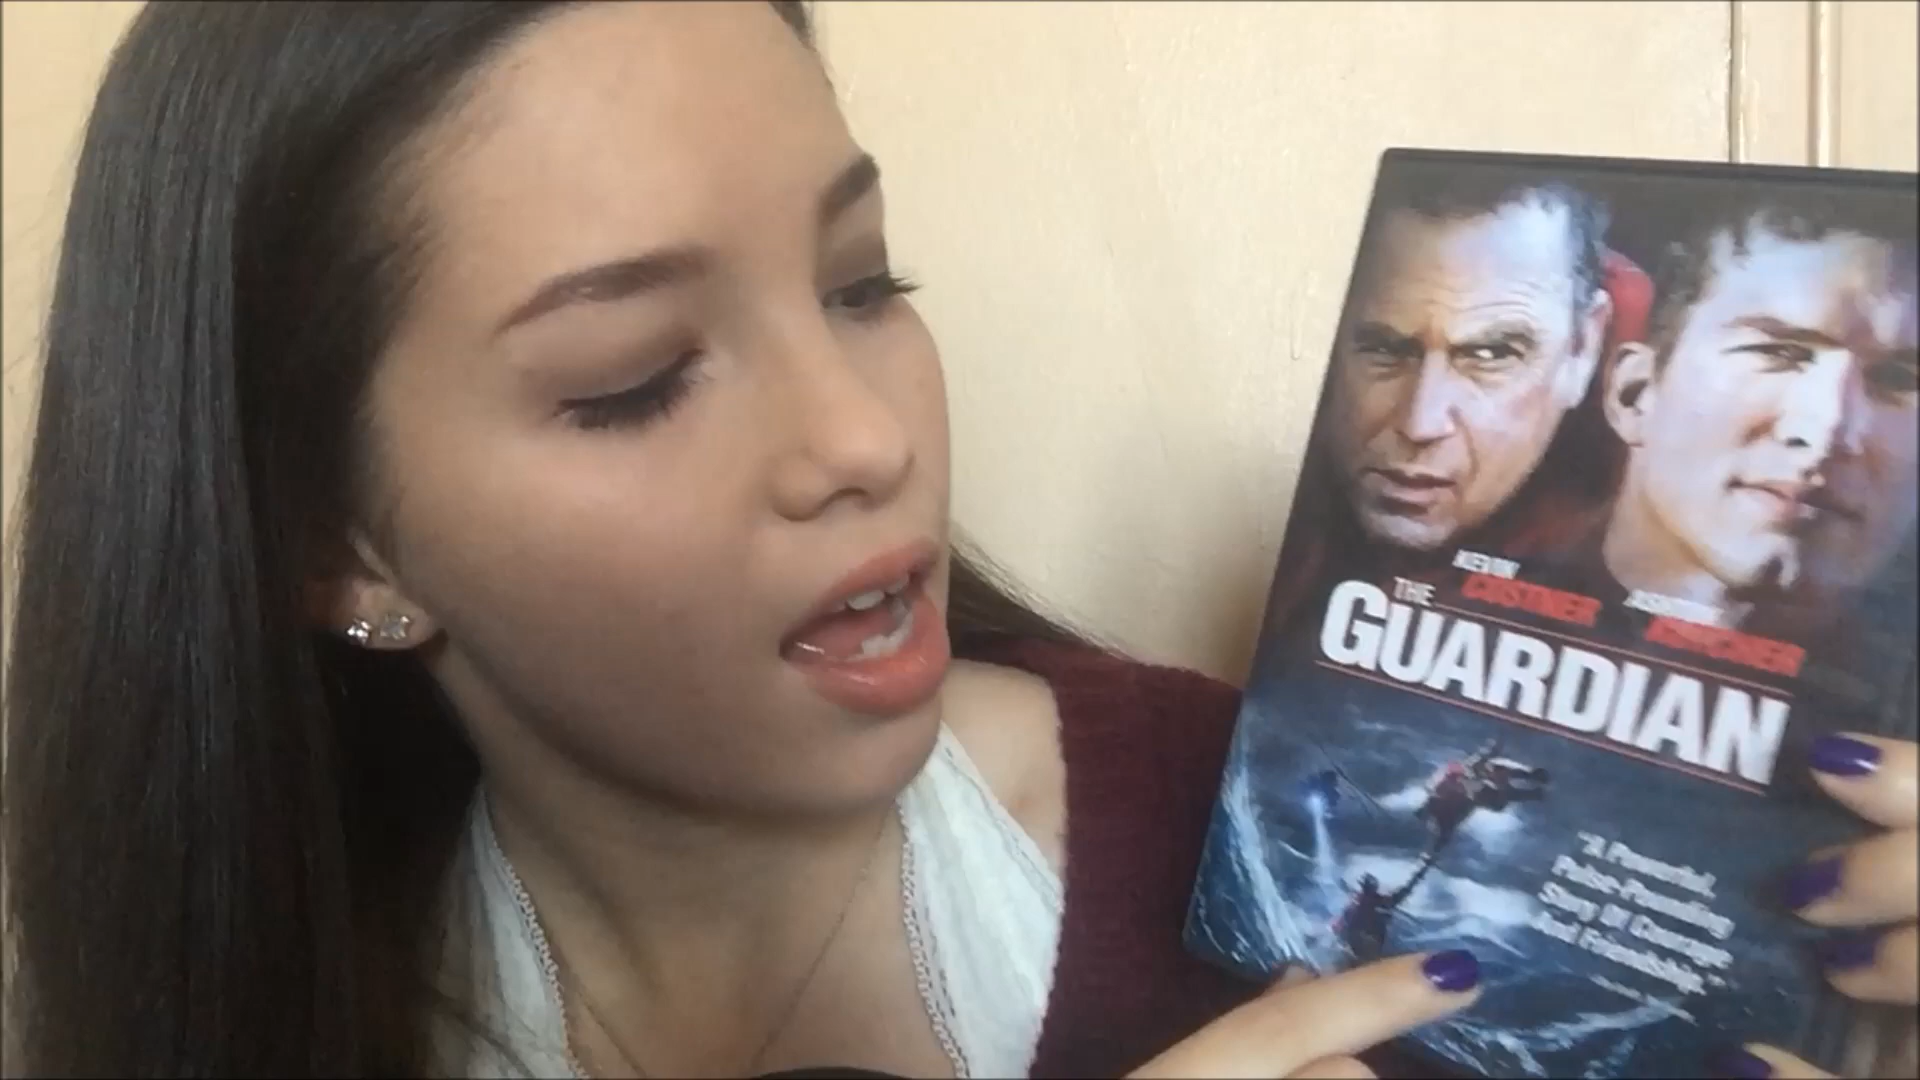 KEVIN
COSTNER
ASHTON
KUTCHER
THE
GUARDIAN
"A Powerful,
Pulse-Pounding
Story Of Courage
And Friendship."